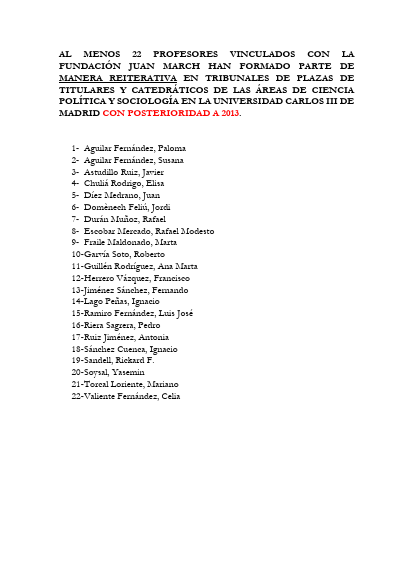 AL MENOS 22 PROFESORES VINCULADOS CON LA
FUNDACIÓN JUAN MARCH HAN FORMADO PARTE DE
MANERA REITERATIVA EN TRIBUNALES DE PLAZAS DE
TITULARES Y CATEDRÁTICOS DE LAS ÁREAS DE CIENCIA
POLÍTICA Y SOCIOLOGÍA EN LA UNIVERSIDAD CARLOS III DE
MADRID CON POSTERIORIDAD A 2013.
1- Aguilar Fernández, Paloma
2- Aguilar Fernández, Susana
3- Astudillo Ruiz, Javier
4- Chuliá Rodrigo, Elisa
5- Díez Medrano, Juan
6- Domènech Feliú, Jordi
7- Durán Muñoz, Rafael
8- Escobar Mercado, Rafael Modesto
9- Fraile Maldonado, Marta
10-Garvía Soto, Roberto
11-Guillén Rodríguez, Ana Marta
12-Herrero Vázquez, Francisco
13-Jiménez Sánchez, Fernando
14-Lago Peñas, Ignacio
15-Ramiro Fernández, Luis José
16-Riera Sagrera, Pedro
17-Ruiz Jiménez, Antonia
18-Sánchez Cuenca, Ignacio
19-Sandell, Rickard F.
20-Soysal, Yasemin
21-Torcal Loriente, Mariano
22-Valiente Fernández, Celia